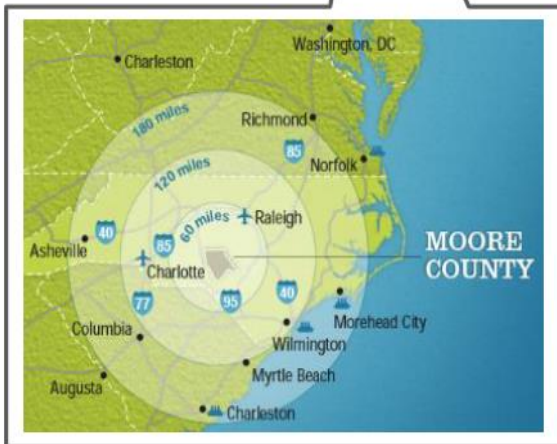 Washington, DC
Charleston
180 miles
Richmond
85
120 miles
Norfolk
60 miles
Raleigh
40
Asheville
85
Charlotte
MOORE
COUNTY
77
95
40
Columbia
Morehead City
Wilmington
Myrtle Beach
Augusta
Charleston